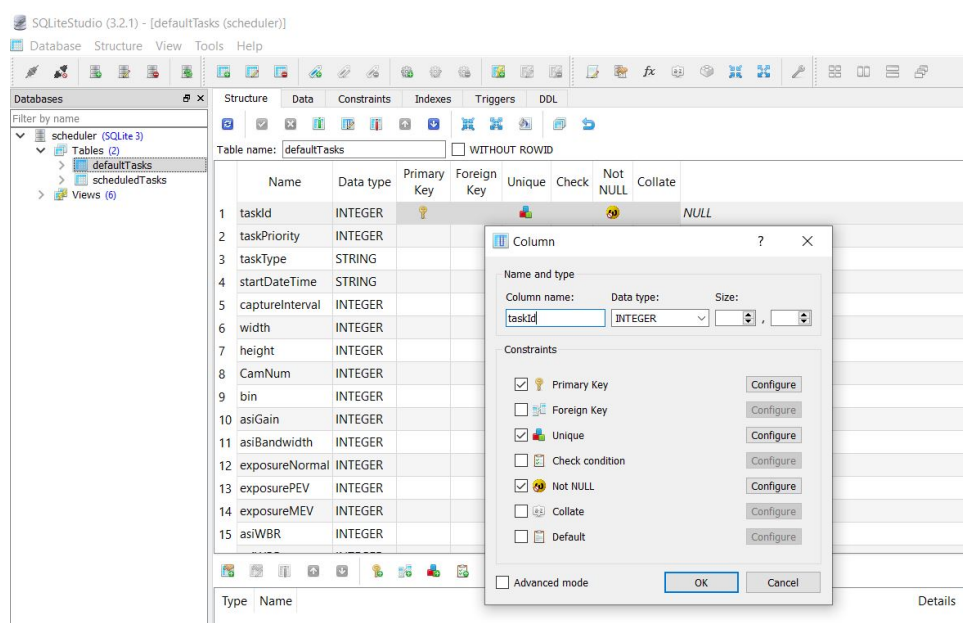 SQLiteStudio (3.2.1) - [defaultTasks (scheduler)]
Database Structure View Tools Help
Databases
Filter by name
scheduler (SQLite 3)
Tables (2)
defaultTasks
scheduledTasks
Views (6)
Structure Data Constraints Indexes Triggers DDL
Table name: defaultTasks WITHOUT ROWID
Name Data type Primary Key Foreign Key Unique Check Not NULL Collate
1 taskId INTEGER NULL
2 taskPriority INTEGER
3 taskType STRING
4 startDateTime STRING
5 captureInterval INTEGER
6 width INTEGER
7 height INTEGER
8 CamNum INTEGER
9 bin INTEGER
10 asiGain INTEGER
11 asiBandwidth INTEGER
12 exposureNormal INTEGER
13 exposurePEV INTEGER
14 exposureMEV INTEGER
15 asiWBR INTEGER
Type Name Details
Column ? ×
Name and type
Column name: Data type: Size:
taskId INTEGER ,
Constraints
Primary Key Configure
Foreign Key Configure
Unique Configure
Check condition Configure
Not NULL Configure
Collate Configure
Default Configure
Advanced mode OK Cancel